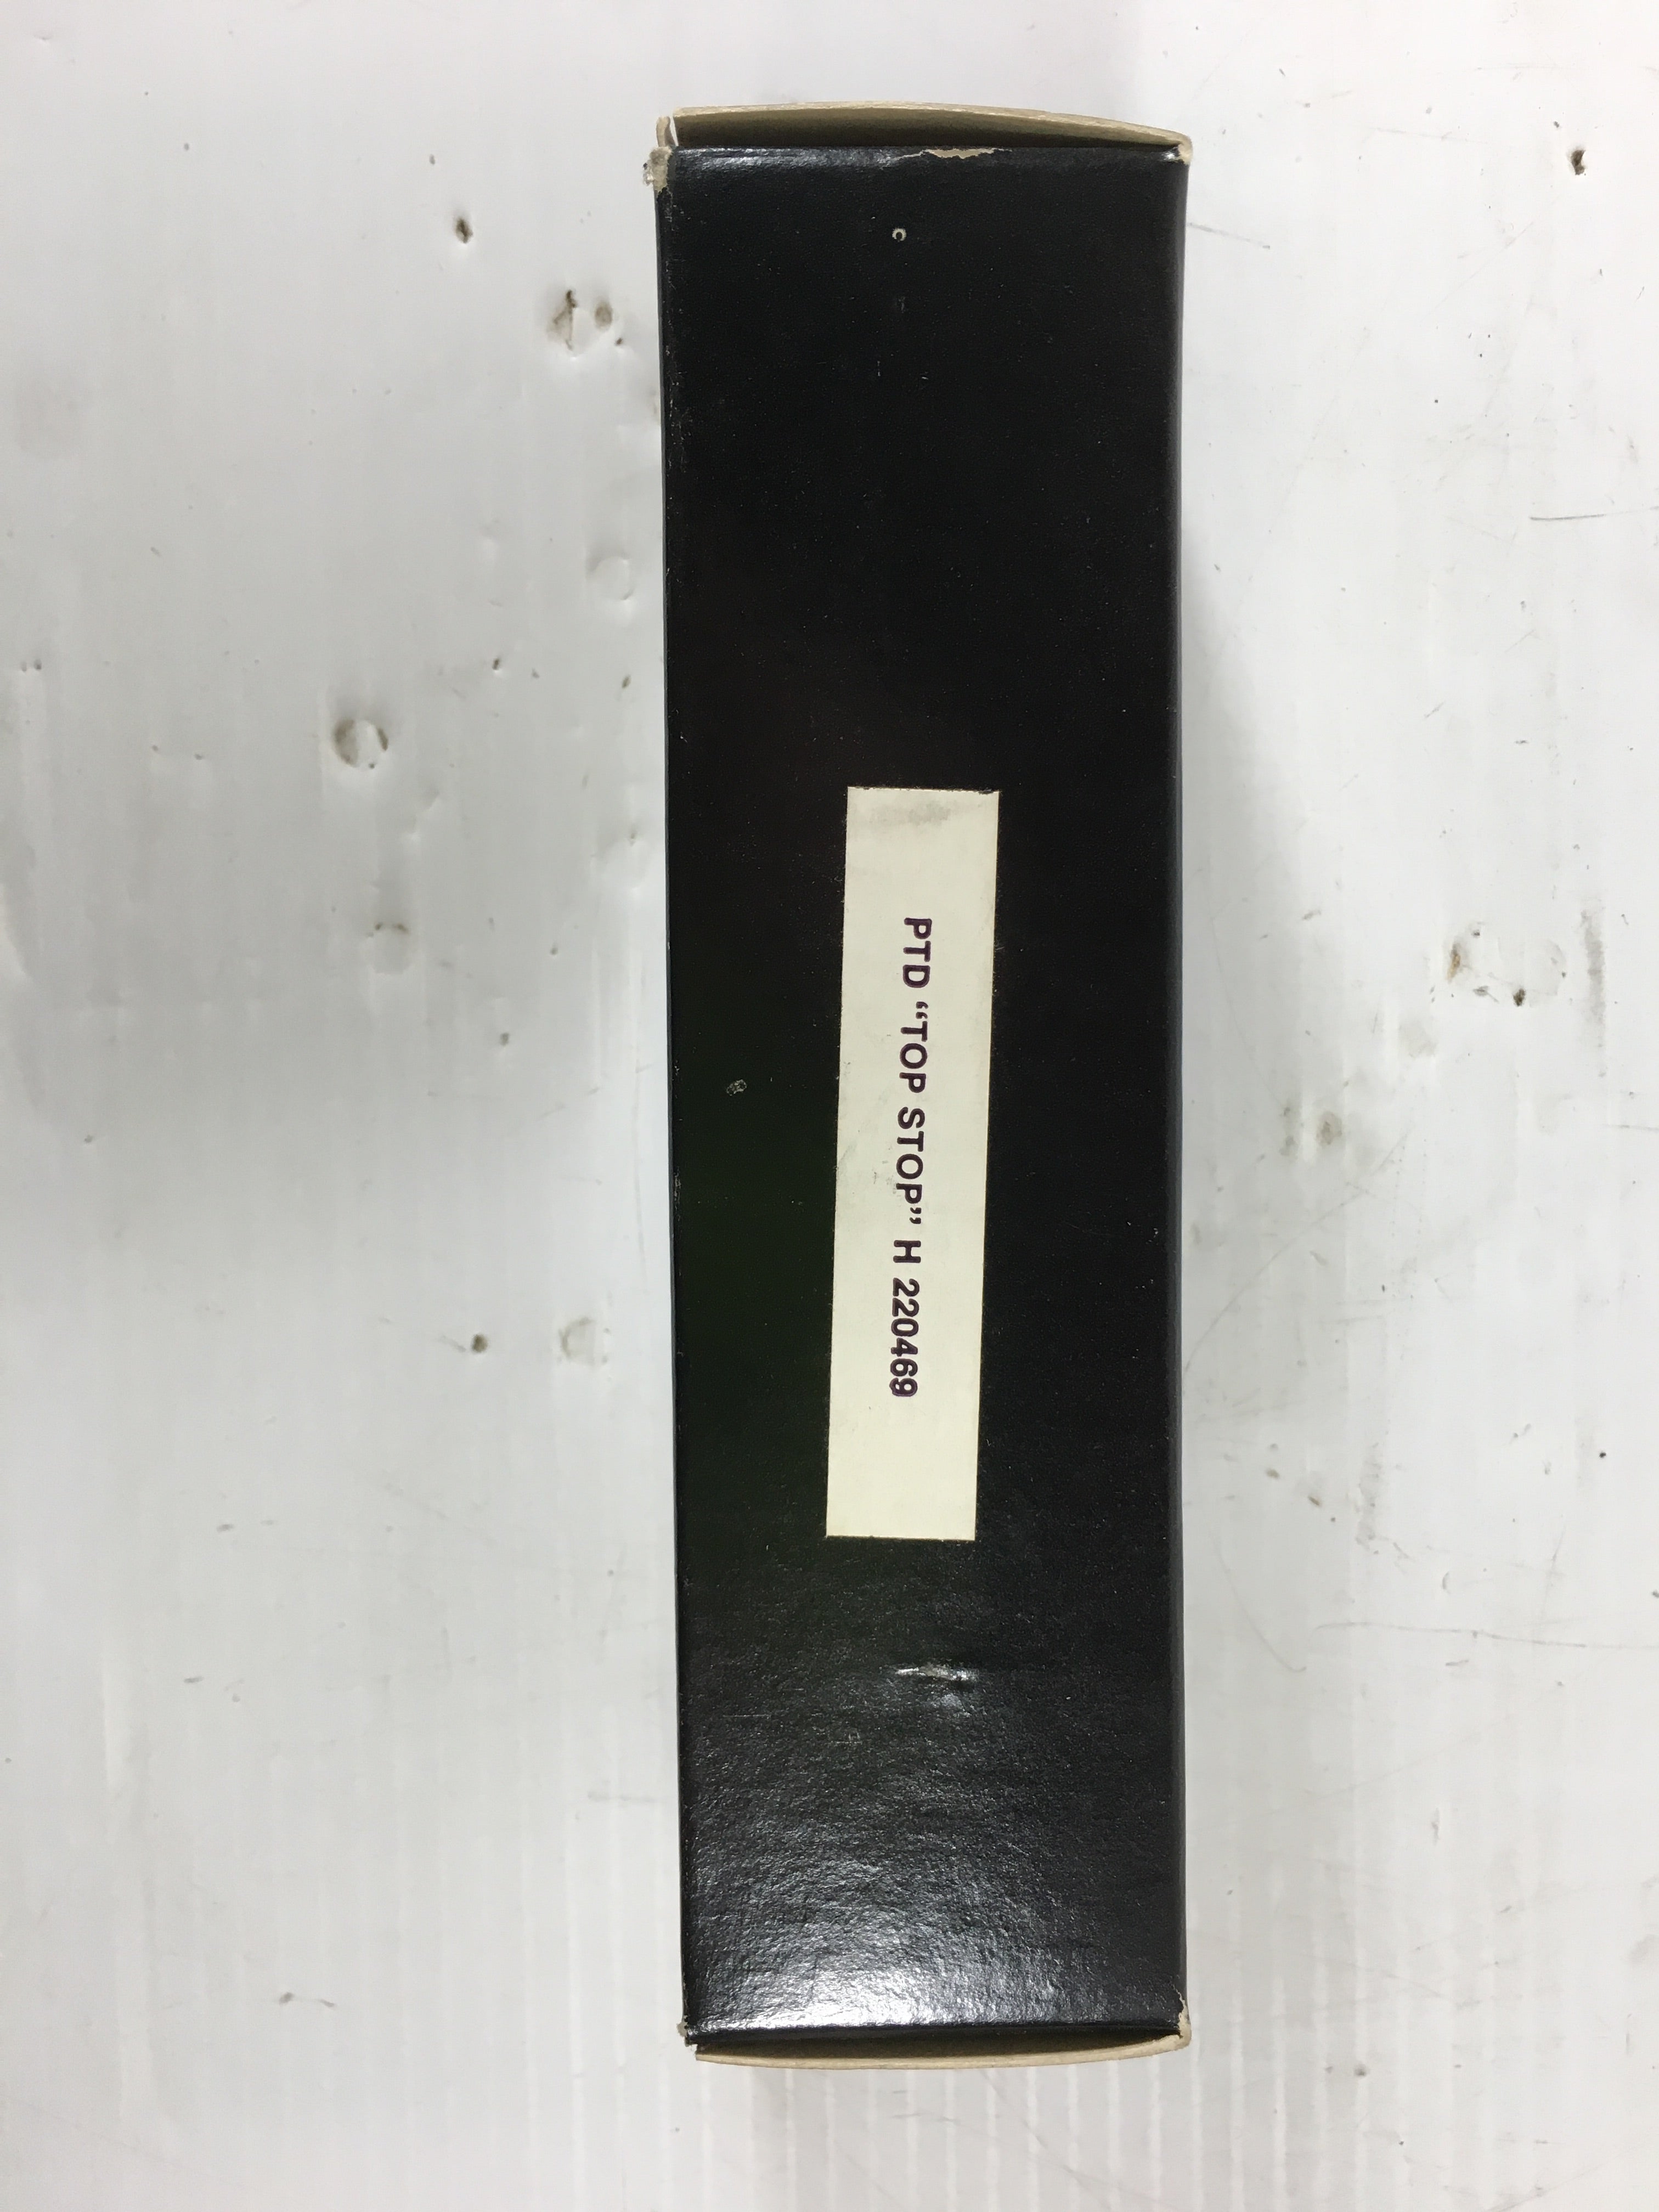 PTD “TOP STOP” H 220469